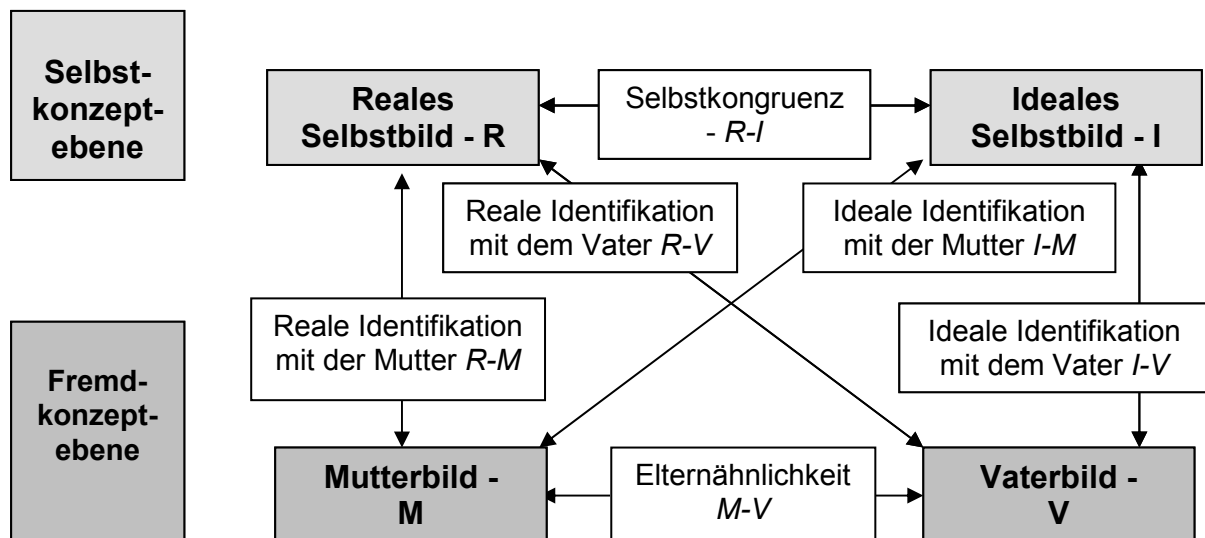 Selbst-
konzept-
ebene
Reales
Selbstbild - R
Selbstkongruenz
- R-I
Ideales
Selbstbild - I
Reale Identifikation
mit dem Vater R-V
Ideale Identifikation
mit der Mutter I-M
Reale Identifikation
mit der Mutter R-M
Ideale Identifikation
mit dem Vater I-V
Fremd-
konzept-
ebene
Mutterbild -
M
Elternähnlichkeit
M-V
Vaterbild -
V